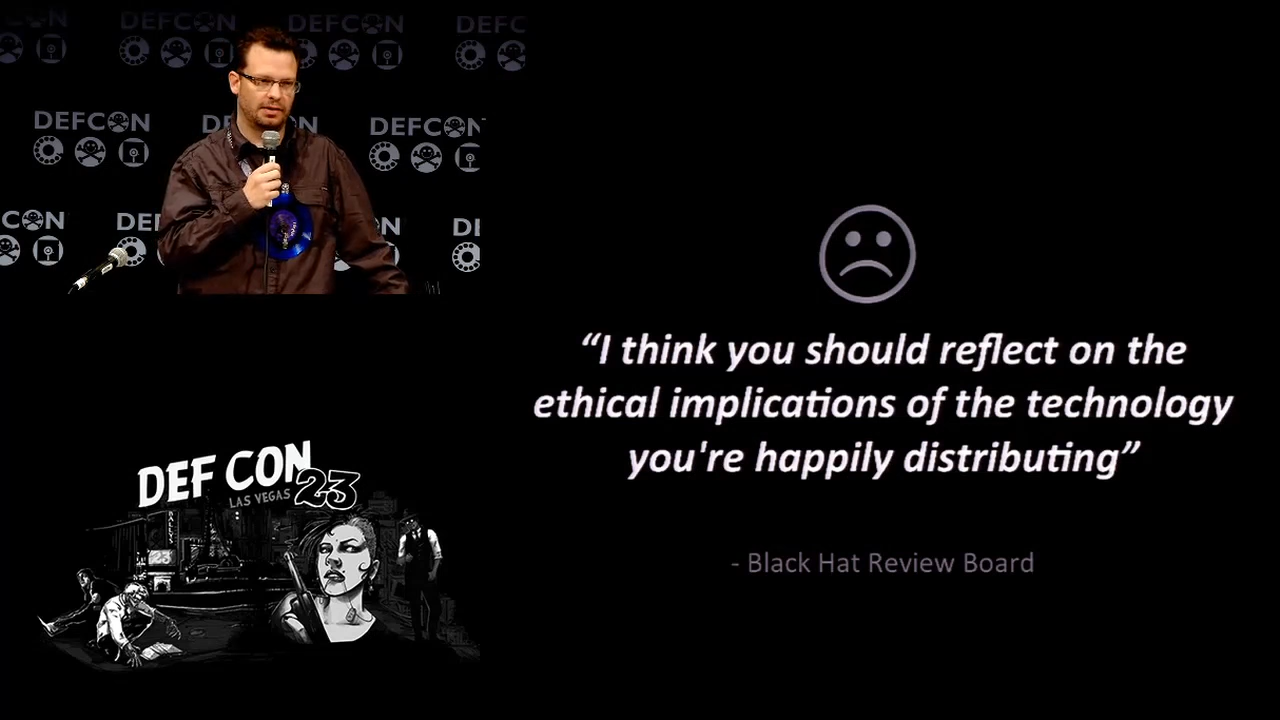 DEFCON DEFCON DEFC
DEFCON DEFCON
DEFCON
“I think you should reflect on the
ethical implications of the technology
you're happily distributing”
- Black Hat Review Board
DEF CON
LAS VEGAS 23
BALLYS